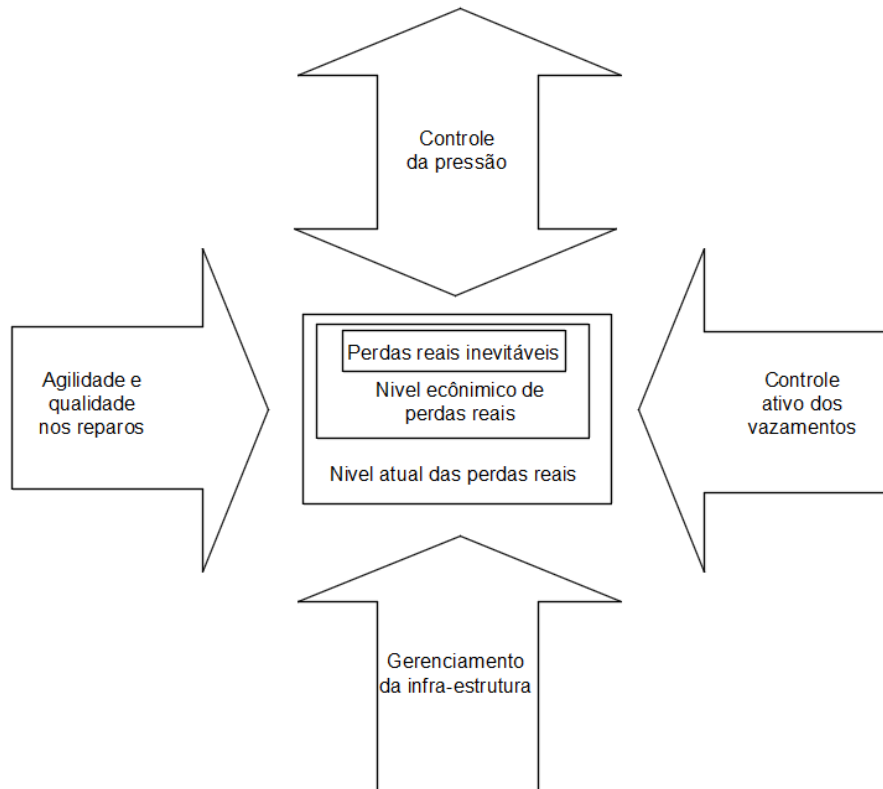 Controle
da pressão
Agilidade e
qualidade
nos reparos
Perdas reais inevitáveis
Nivel ecônimico de
perdas reais
Nivel atual das perdas reais
Controle
ativo dos
vazamentos
Gerenciamento
da infra-estrutura